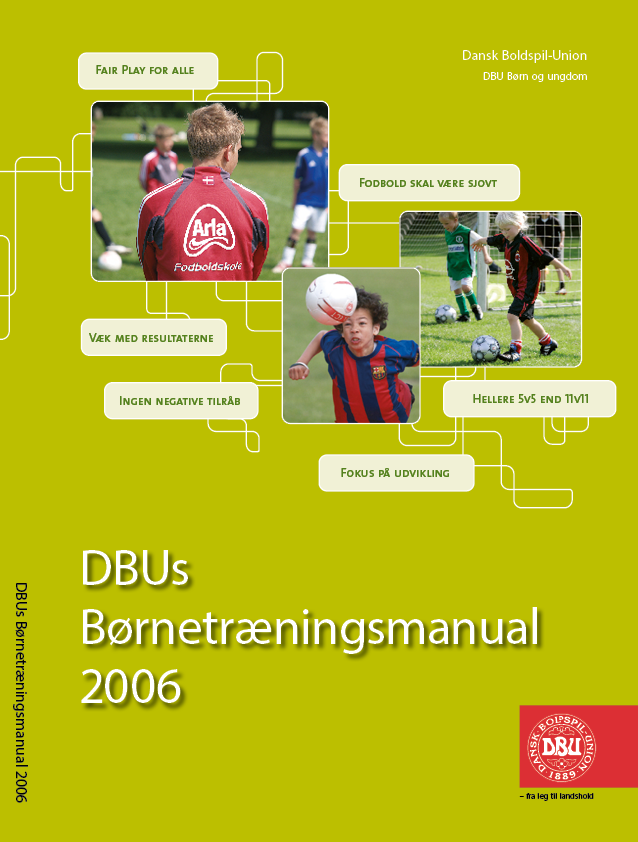 Dansk Boldspil-Union
DBU Børn og ungdom
Fair Play for alle
Fodbold skal være sjovt
Arla
Fodboldskole
Væk med resultaterne
Ingen negative tilråb
Hellere 5v5 end 11v11
Fokus på udvikling
DBUs
Børnetræningsmanual
2006
DBUs Børnetræningsmanual 2006
DANSK BOLDSPIL-UNION
DBU
1889
– fra leg til landshold